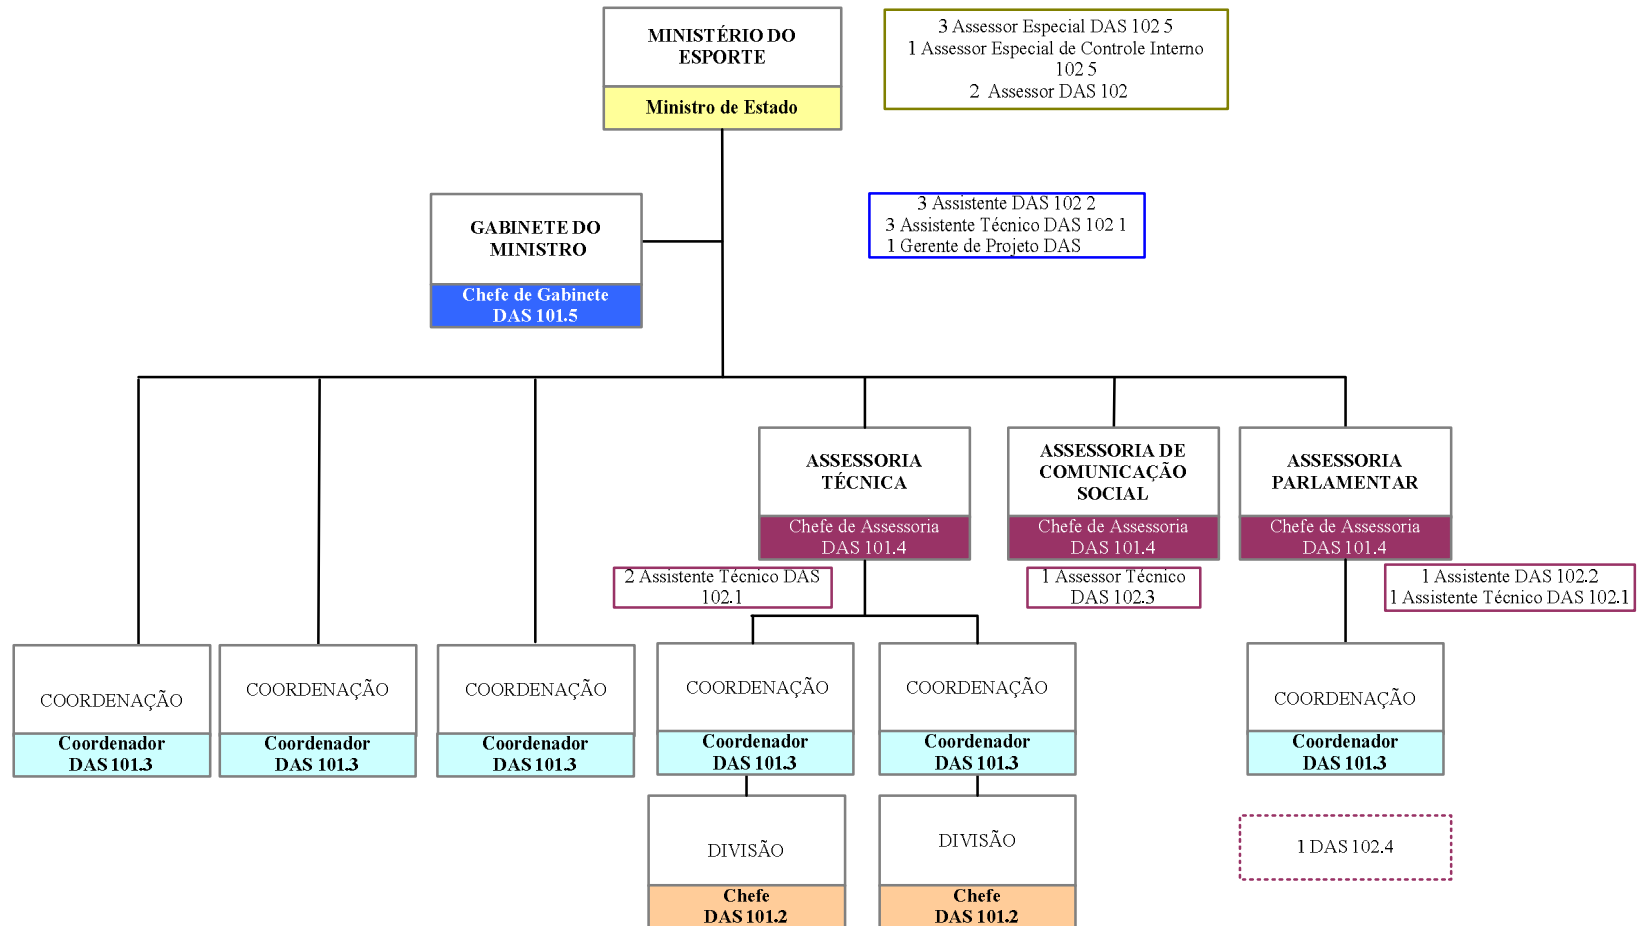 MINISTÉRIO DO
ESPORTE
Ministro de Estado
3 Assessor Especial DAS 102 5
1 Assessor Especial de Controle Interno
102 5
2 Assessor DAS 102
GABINETE DO
MINISTRO
Chefe de Gabinete
DAS 101.5
3 Assistente DAS 102 2
3 Assistente Técnico DAS 102 1
1 Gerente de Projeto DAS
ASSESSORIA
TÉCNICA
Chefe de Assessoria
DAS 101.4
ASSESSORIA DE
COMUNICAÇÃO
SOCIAL
Chefe de Assessoria
DAS 101.4
ASSESSORIA
PARLAMENTAR
Chefe de Assessoria
DAS 101.4
2 Assistente Técnico DAS
102.1
1 Assessor Técnico
DAS 102.3
1 Assistente DAS 102.2
1 Assistente Técnico DAS 102.1
COORDENAÇÃO
Coordenador
DAS 101.3
COORDENAÇÃO
Coordenador
DAS 101.3
COORDENAÇÃO
Coordenador
DAS 101.3
COORDENAÇÃO
Coordenador
DAS 101.3
COORDENAÇÃO
Coordenador
DAS 101.3
COORDENAÇÃO
Coordenador
DAS 101.3
DIVISÃO
Chefe
DAS 101.2
DIVISÃO
Chefe
DAS 101.2
1 DAS 102.4